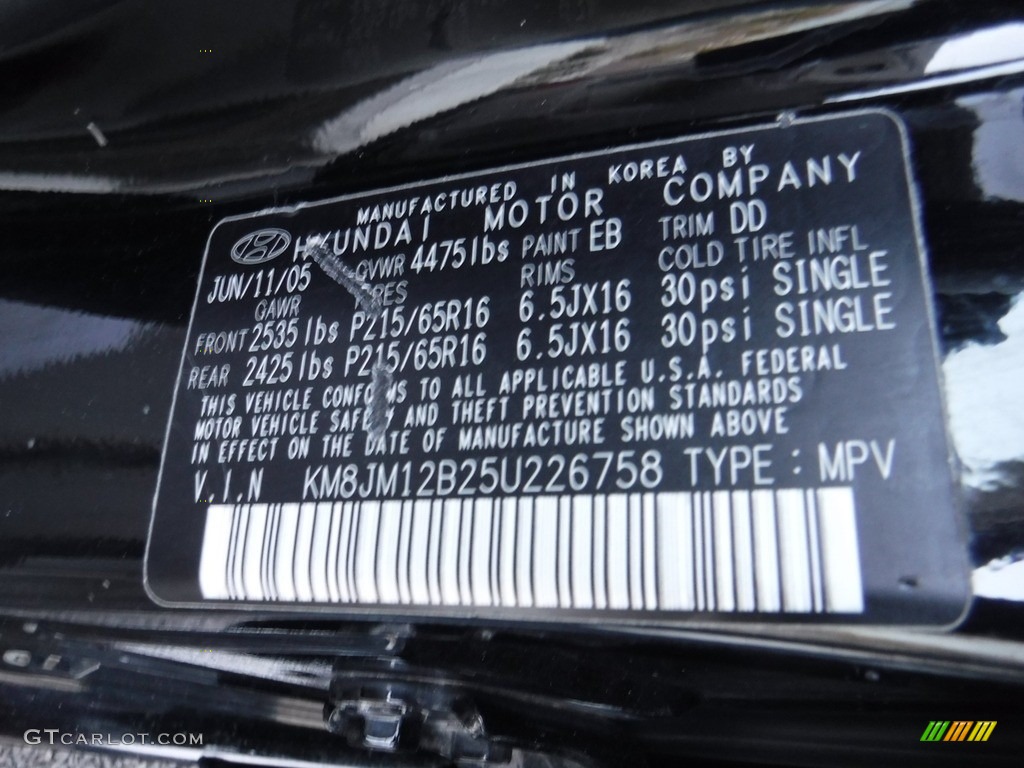 MANUFACTURED IN KOREA BY
HYUNDAI MOTOR COMPANY
JUN/11/05 GVWR 4475lbs PAINT EB TRIM DD
GAWR RIMS COLD TIRE INFL
FRONT 2535lbs P215/65R16 6.5JX16 30psi SINGLE
REAR 2425lbs P215/65R16 6.5JX16 30psi SINGLE
THIS VEHICLE CONFORMS TO ALL APPLICABLE U.S.A. FEDERAL
MOTOR VEHICLE SAFETY AND THEFT PREVENTION STANDARDS
IN EFFECT ON THE DATE OF MANUFACTURE SHOWN ABOVE
V.I.N KM8JM12B25U226758 TYPE : MPV
GTCARLOT.COM